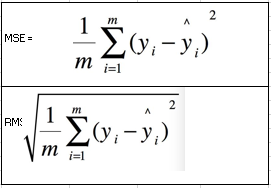 MSE= 1/m ∑_{i=1}^{m} (y_i − ŷ_i)^2
RMS √(1/m ∑_{i=1}^{m} (y_i − ŷ_i)^2)